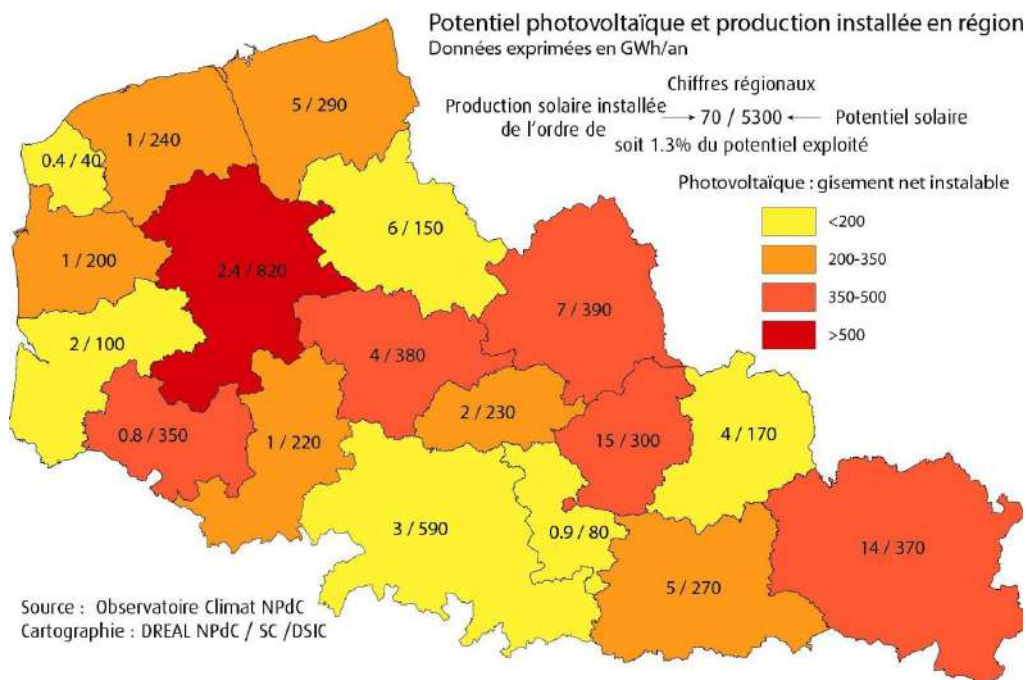 Potentiel photovoltaïque et production installée en région
Données exprimées en GWh/an
Chiffres régionaux
Production solaire installée de l'ordre de → 70 / 5300 ← Potentiel solaire
soit 1.3% du potentiel exploité
Photovoltaïque : gisement net instalable
<200
200-350
350-500
>500
5 / 290
1 / 240
0.4 / 40
6 / 150
1 / 200
2.4 / 820
7 / 390
2 / 100
4 / 380
2 / 230
0.8 / 350
1 / 220
15 / 300
4 / 170
3 / 590
0.9 / 80
14 / 370
5 / 270
Source : Observatoire Climat NPdC
Cartographie : DREAL NPdC / SC /DSIC